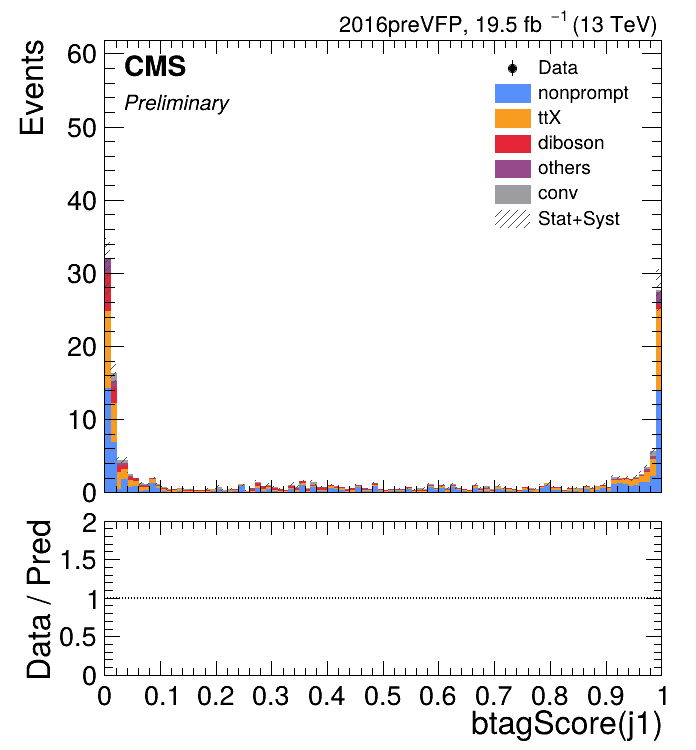 2016preVFP, 19.5 fb⁻¹ (13 TeV)
Events
60
50
40
30
20
10
0
CMS
Preliminary
Data
nonprompt
ttX
diboson
others
conv
Stat+Syst
Data / Pred
2
1.5
1
0.5
0
0 0.1 0.2 0.3 0.4 0.5 0.6 0.7 0.8 0.9 1
btagScore(j1)